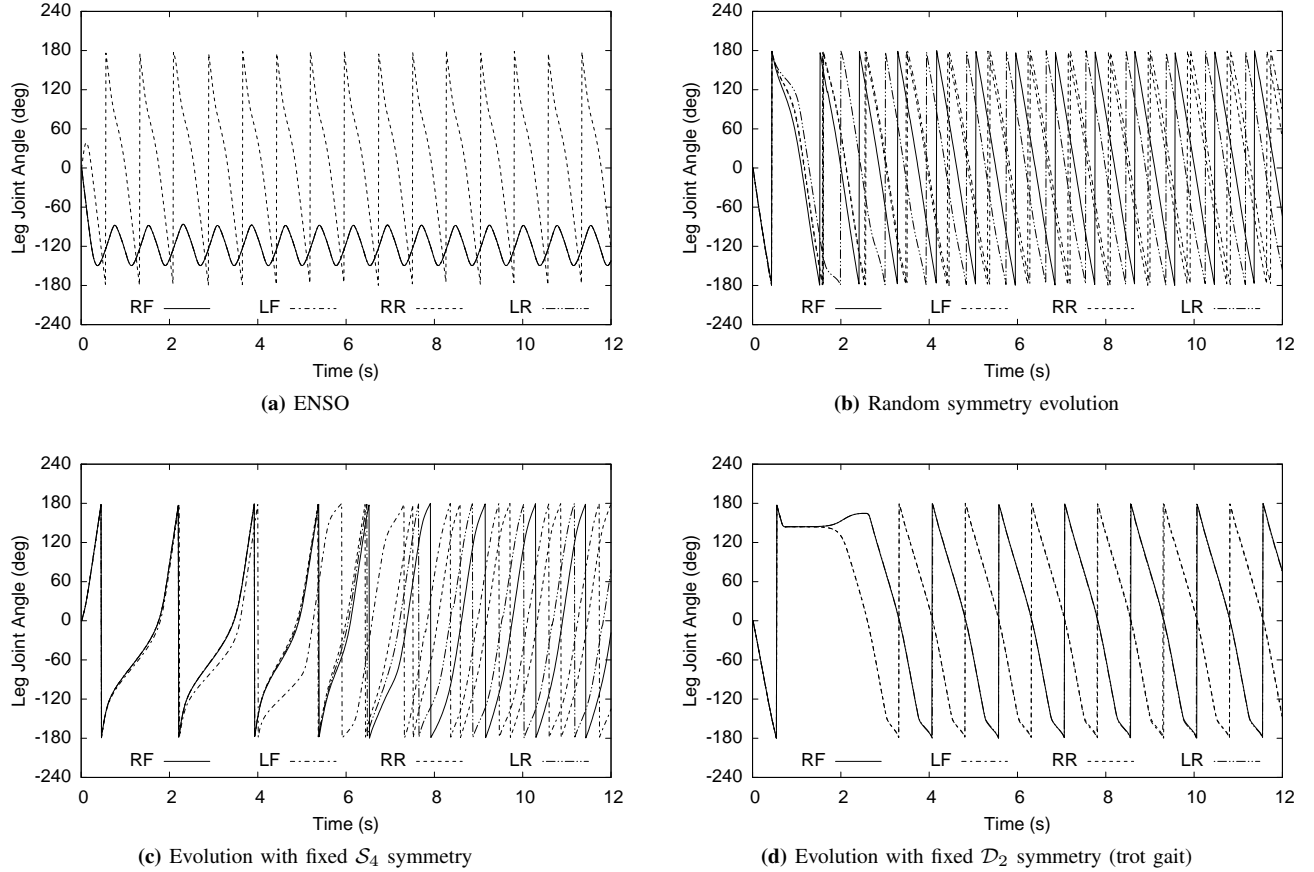 240
180
120
60
0
-60
-120
-180
-240
Leg Joint Angle (deg)
RF LF RR LR
0 2 4 6 8 10 12
Time (s)
(a) ENSO
240
180
120
60
0
-60
-120
-180
-240
Leg Joint Angle (deg)
RF LF RR LR
0 2 4 6 8 10 12
Time (s)
(b) Random symmetry evolution
240
180
120
60
0
-60
-120
-180
-240
Leg Joint Angle (deg)
RF LF RR LR
0 2 4 6 8 10 12
Time (s)
(c) Evolution with fixed S₄ symmetry
240
180
120
60
0
-60
-120
-180
-240
Leg Joint Angle (deg)
RF LF RR LR
0 2 4 6 8 10 12
Time (s)
(d) Evolution with fixed D₂ symmetry (trot gait)